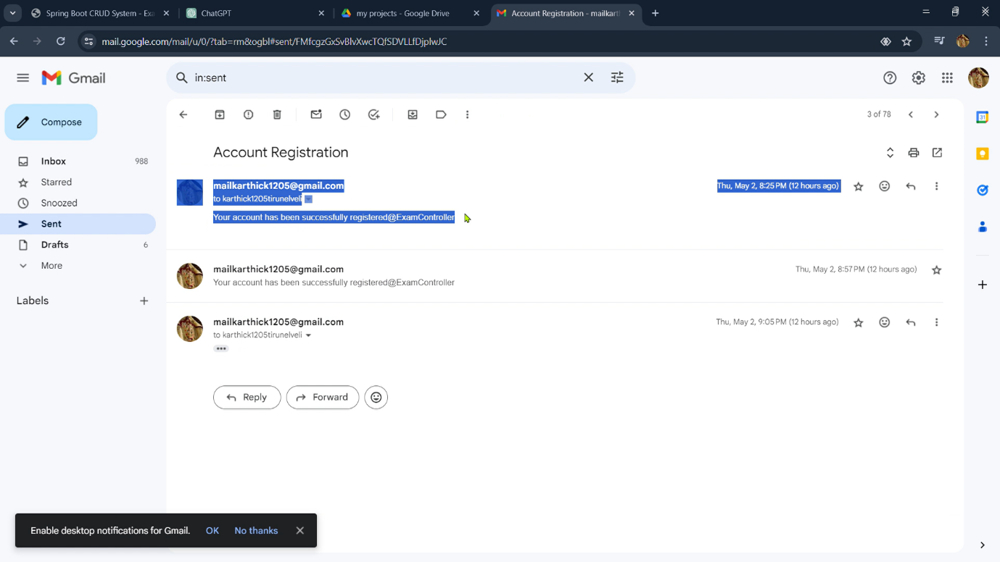 Spring Boot CRUD System - Exa
ChatGPT
my projects - Google Drive
Account Registration - mailkart
mail.google.com/mail/u/0/?tab=rm&ogbl#sent/FMfcgzGxSvBlvXwcTQfSDVLLfDjplwJC
Gmail
in:sent
Compose
3 of 78
Inbox 988
Starred
Snoozed
Sent
Drafts 6
More
Labels
Account Registration
mailkarthick1205@gmail.com Thu, May 2, 8:25 PM (12 hours ago)
to karthick1205tirunelveli
Your account has been successfully registered@ExamController
mailkarthick1205@gmail.com Thu, May 2, 8:57 PM (12 hours ago)
Your account has been successfully registered@ExamController
mailkarthick1205@gmail.com Thu, May 2, 9:05 PM (12 hours ago)
to karthick1205tirunelveli
Reply Forward
31
Enable desktop notifications for Gmail. OK No thanks